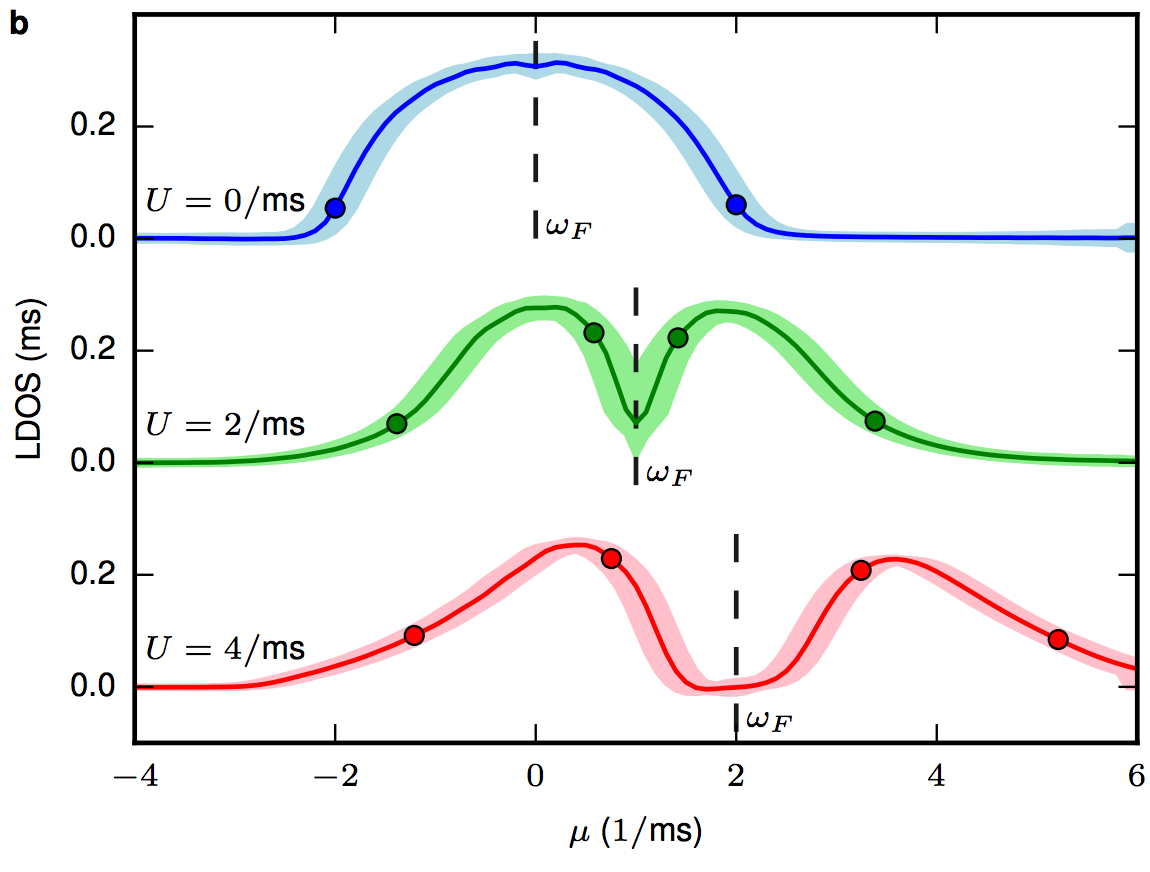 b
0.2
U = 0/ms
0.0
ω_F
0.2
U = 2/ms
0.0
ω_F
0.2
U = 4/ms
0.0
ω_F
LDOS (ms)
−4 −2 0 2 4 6
μ (1/ms)